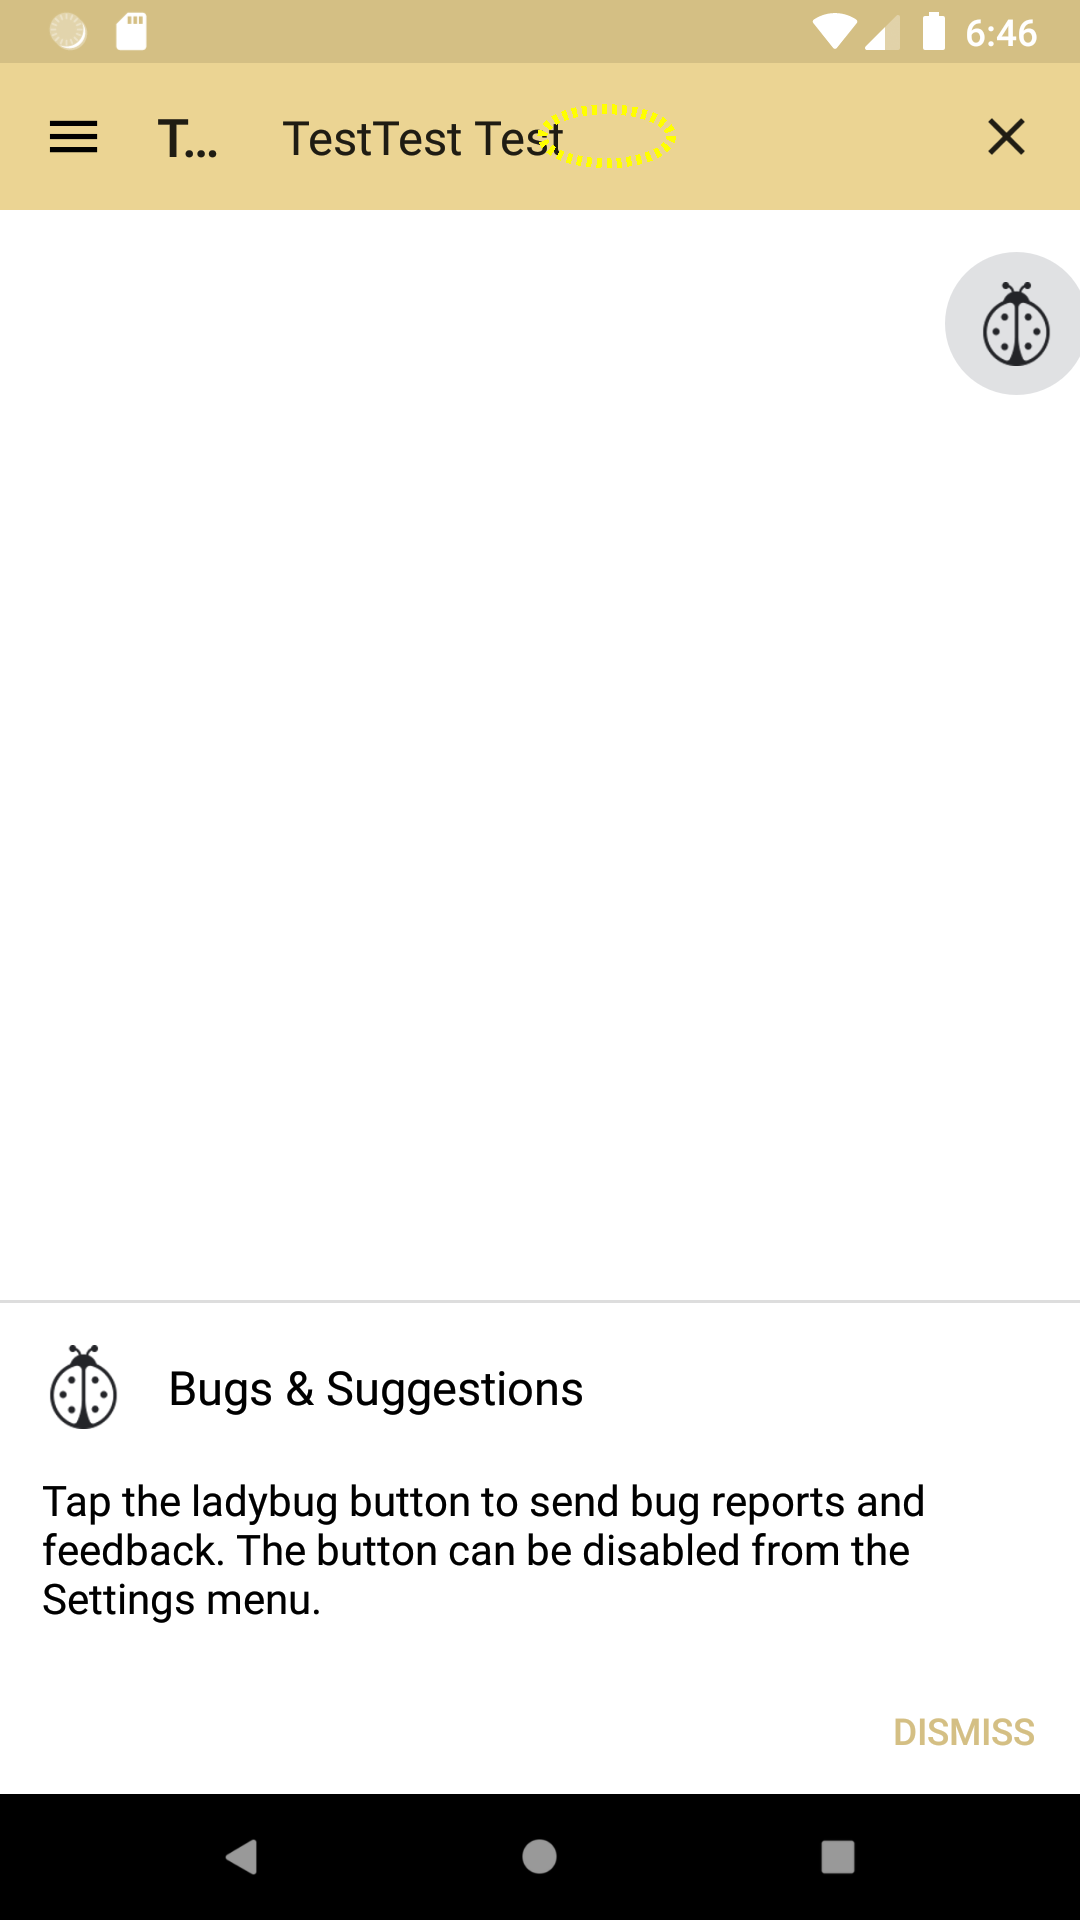 6:46
T... TestTest Test
Bugs & Suggestions
Tap the ladybug button to send bug reports and
feedback. The button can be disabled from the
Settings menu.
DISMISS